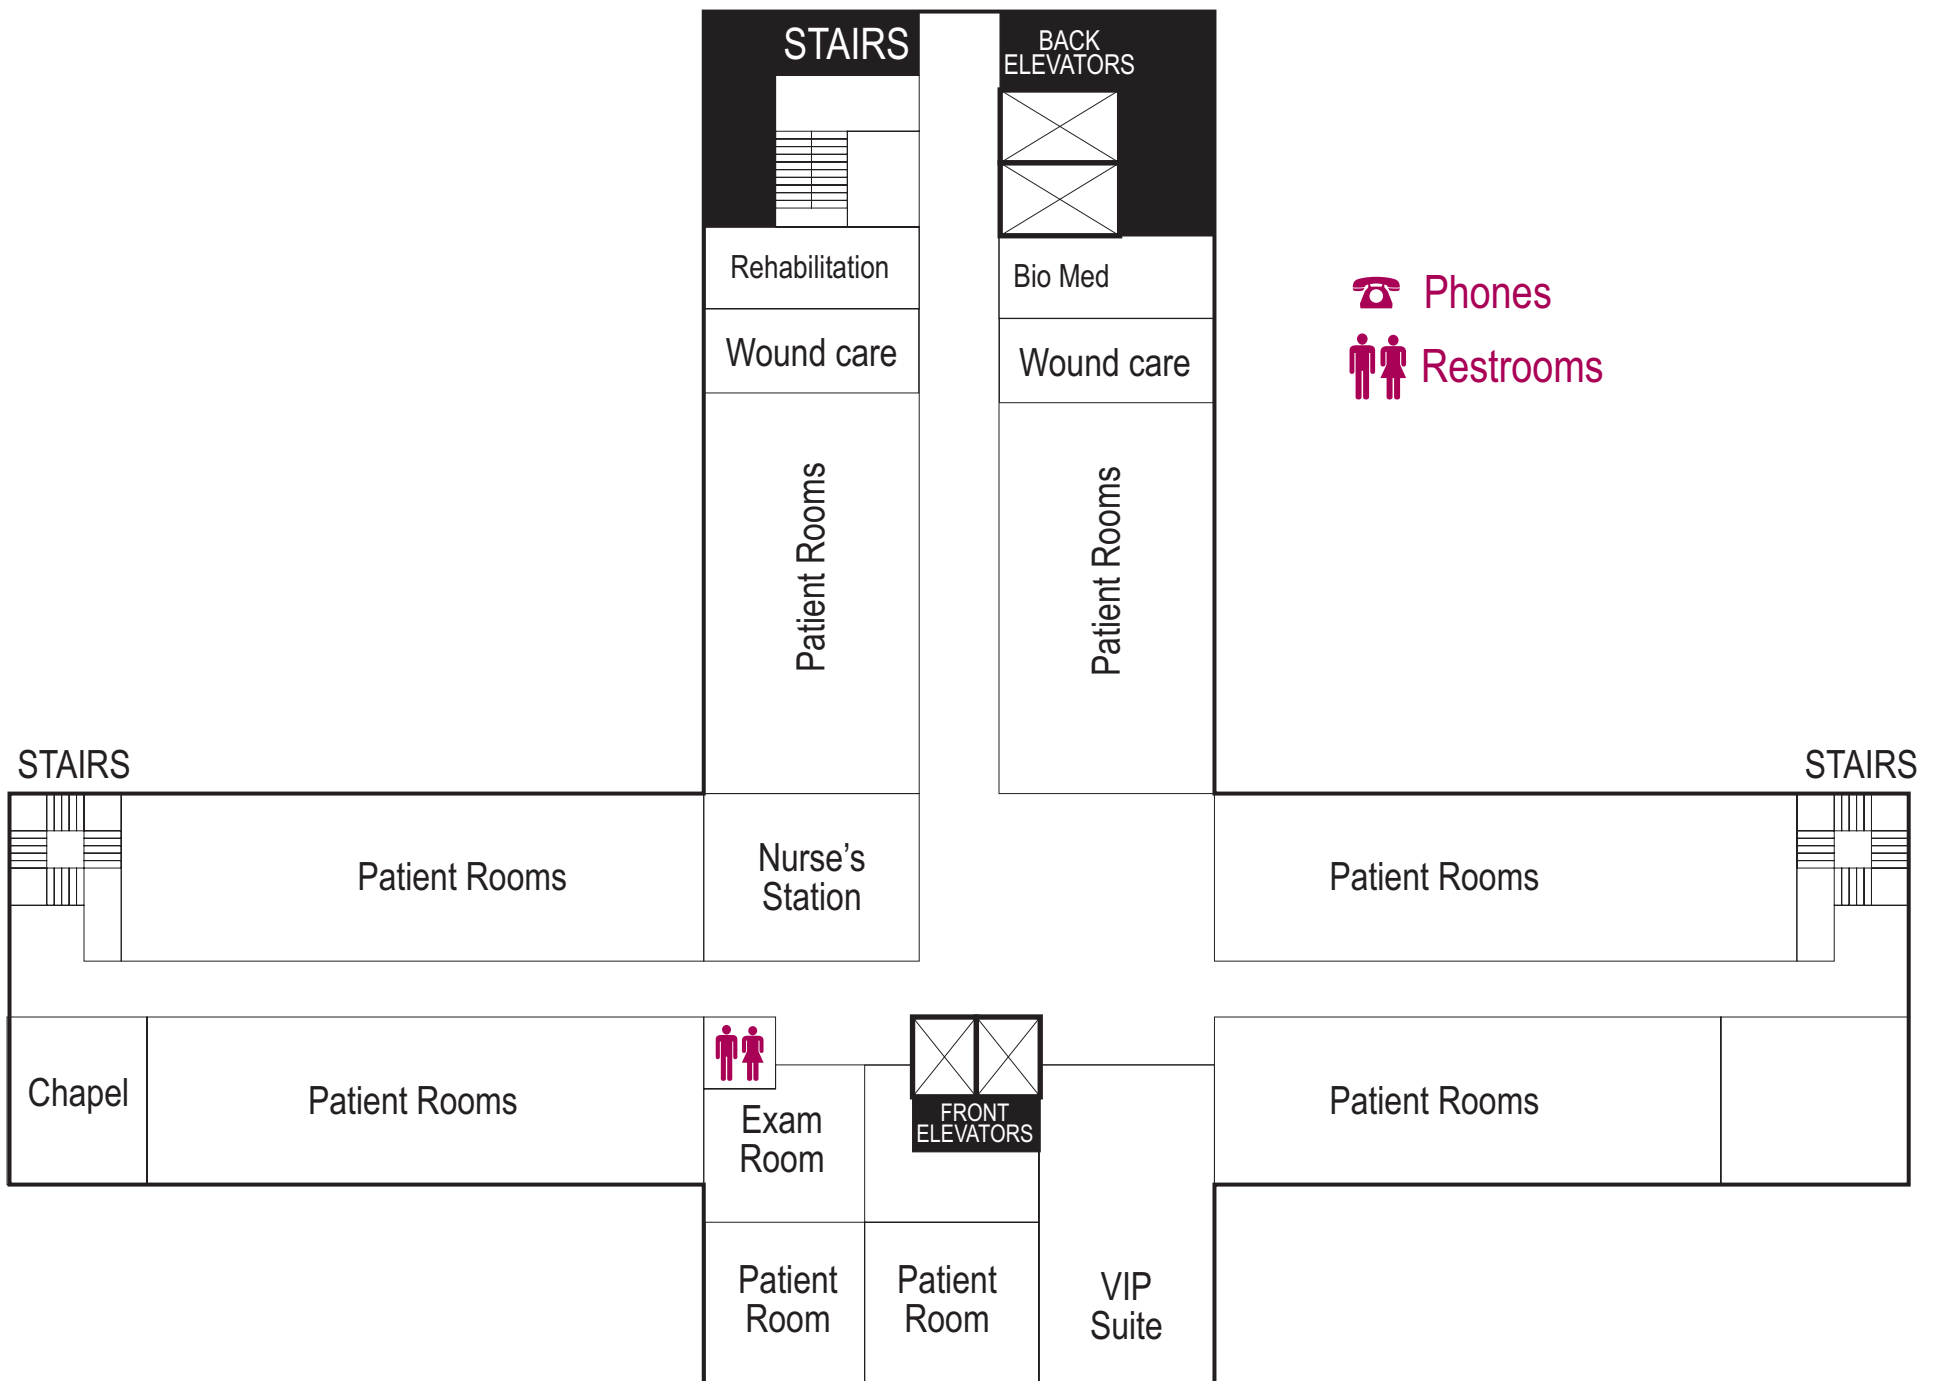 STAIRS
BACK
ELEVATORS
Rehabilitation
Bio Med
Phones
Wound care
Wound care
Restrooms
Patient Rooms
Patient Rooms
STAIRS
STAIRS
Patient Rooms
Nurse’s
Station
Patient Rooms
Chapel
Patient Rooms
Exam
Room
FRONT
ELEVATORS
Patient Rooms
Patient
Room
Patient
Room
VIP
Suite